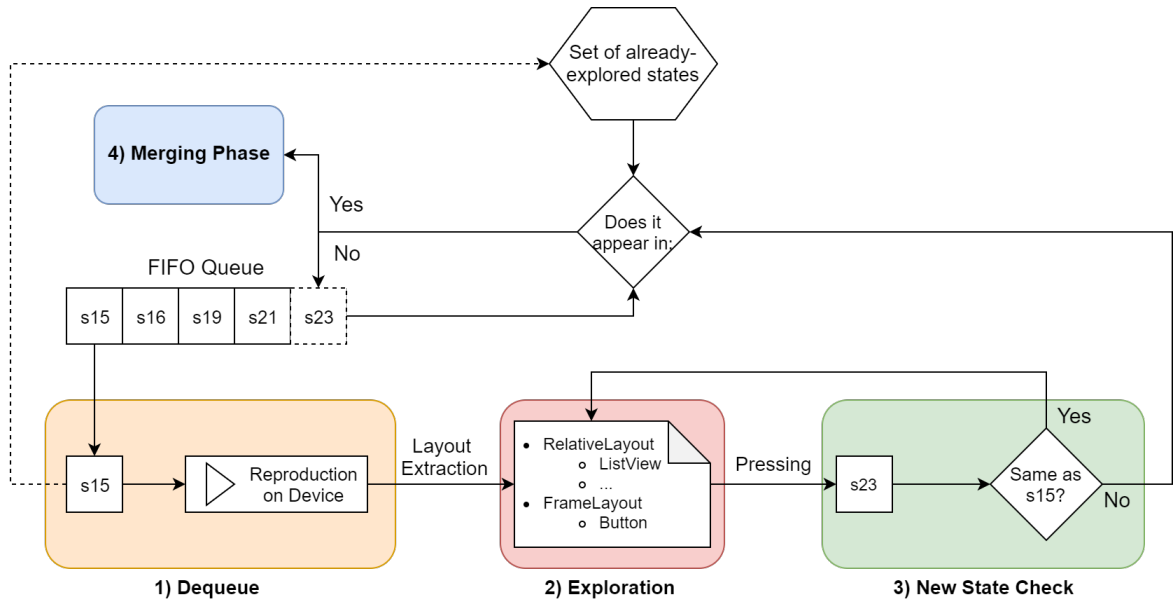 Set of already-
explored states
4) Merging Phase
Yes
Does it
appear in:
No
FIFO Queue
s15
s16
s19
s21
s23
s15
Reproduction
on Device
Layout
Extraction
• RelativeLayout
○ ListView
○ ...
• FrameLayout
○ Button
Pressing
s23
Yes
Same as
s15?
No
1) Dequeue
2) Exploration
3) New State Check